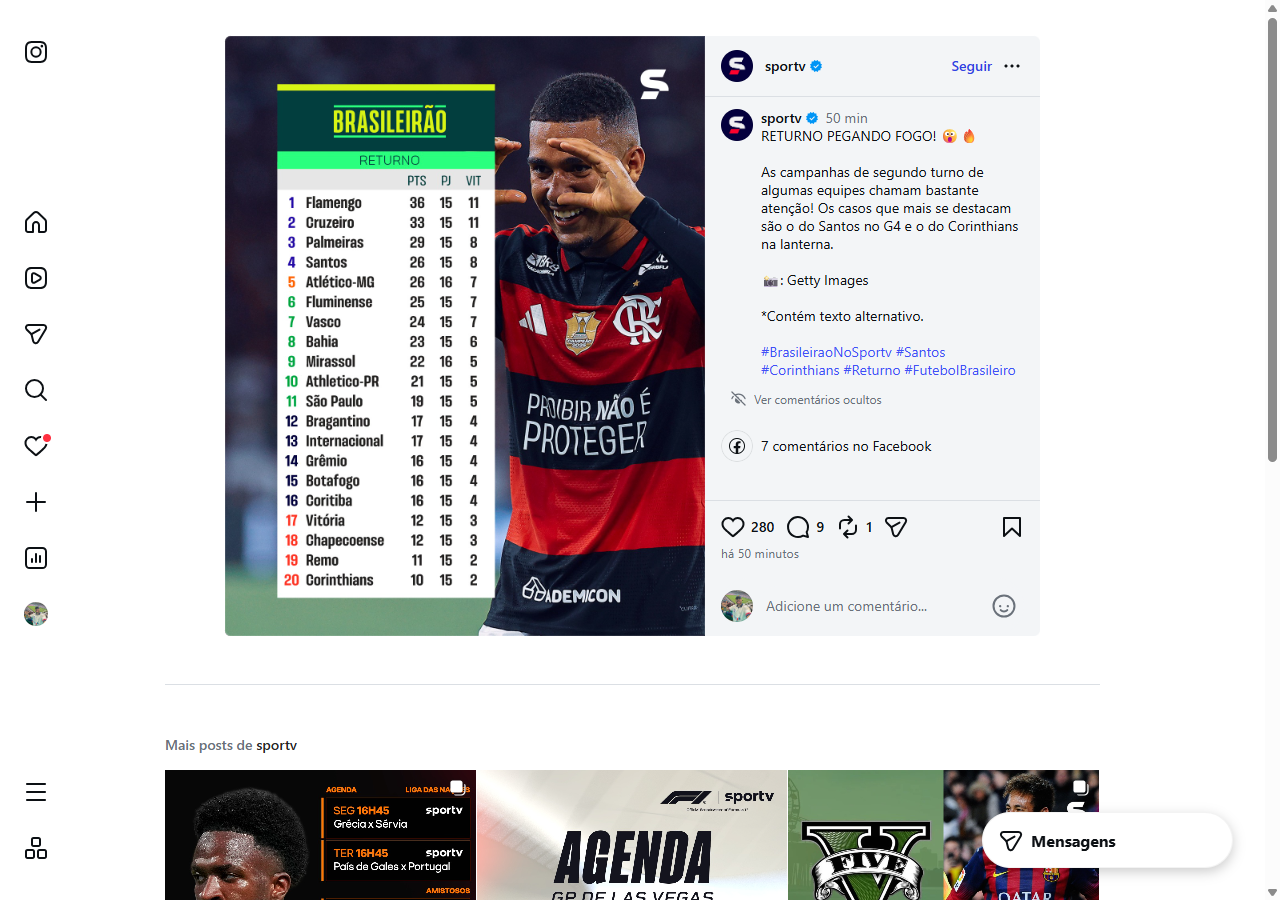 BRASILEIRÃO
RETURNO
PTS PJ VIT
1 Flamengo 36 15 11
2 Cruzeiro 33 15 11
3 Palmeiras 29 15 8
4 Santos 26 15 8
5 Atlético-MG 26 16 7
6 Fluminense 25 15 7
7 Vasco 24 15 7
8 Bahia 23 15 6
9 Mirassol 22 16 5
10 Athletico-PR 21 15 5
11 São Paulo 19 15 5
12 Bragantino 17 15 4
13 Internacional 17 15 4
14 Grêmio 16 15 4
15 Botafogo 16 15 4
16 Coritiba 16 15 4
17 Vitória 12 15 3
18 Chapecoense 12 15 3
19 Remo 11 15 2
20 Corinthians 10 15 2
PROIBIR NÃO É
PROTEGER
ADEMICON
sportv
Seguir
sportv 50 min
RETURNO PEGANDO FOGO! 😱 🔥
As campanhas de segundo turno de
algumas equipes chamam bastante
atenção! Os casos que mais se destacam
são o do Santos no G4 e o do Corinthians
na lanterna.
📸: Getty Images
*Contém texto alternativo.
#BrasileiraoNoSportv #Santos
#Corinthians #Returno #FutebolBrasileiro
Ver comentários ocultos
7 comentários no Facebook
280 9 1
há 50 minutos
Adicione um comentário...
Mais posts de sportv
AGENDA
SEG 16H45 sportv
Grécia x Sérvia
TER 16H45 sportv
País de Gales x Portugal
AMISTOSOS
F1 sportv
AGENDA
GP DE LAS VEGAS
V
FIVE
QATAR
Mensagens